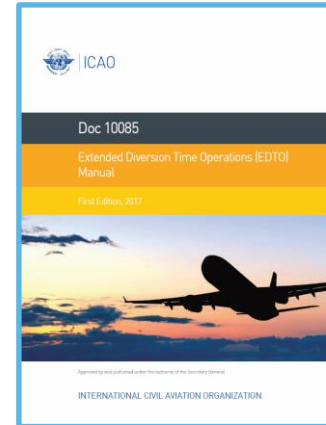 ICAO
Doc 10085
Extended Diversion Time Operations (EDTO)
Manual
First Edition, 2017
Approved by and published under the authority of the Secretary General
INTERNATIONAL CIVIL AVIATION ORGANIZATION